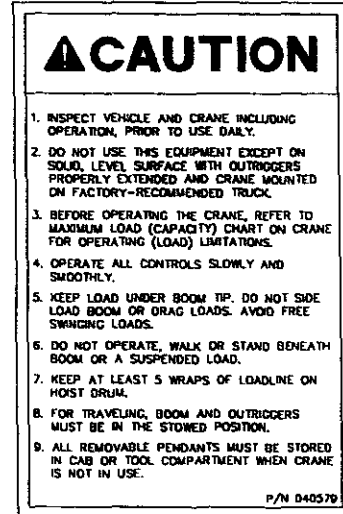 CAUTION
1. INSPECT VEHICLE AND CRANE INCLUDING
OPERATION, PRIOR TO USE DAILY.
2. DO NOT USE THIS EQUIPMENT EXCEPT ON
SOLID, LEVEL SURFACE WITH OUTRIGGERS
PROPERLY EXTENDED AND CRANE MOUNTED
ON FACTORY-RECOMMENDED TRUCK.
3. BEFORE OPERATING THE CRANE, REFER TO
MAXIMUM LOAD (CAPACITY) CHART ON CRANE
FOR OPERATING (LOAD) LIMITATIONS.
4. OPERATE ALL CONTROLS SLOWLY AND
SMOOTHLY.
5. KEEP LOAD UNDER BOOM TIP. DO NOT SIDE
LOAD BOOM OR DRAG LOADS. AVOID FREE
SWINGING LOADS.
6. DO NOT OPERATE, WALK OR STAND BENEATH
BOOM OR A SUSPENDED LOAD.
7. KEEP AT LEAST 5 WRAPS OF LOADLINE ON
HOIST DRUM.
8. FOR TRAVELING, BOOM AND OUTRIGGERS
MUST BE IN THE STOWED POSITION.
9. ALL REMOVABLE PENDANTS MUST BE STORED
IN CAB OR TOOL COMPARTMENT WHEN CRANE
IS NOT IN USE.
P/N 040579